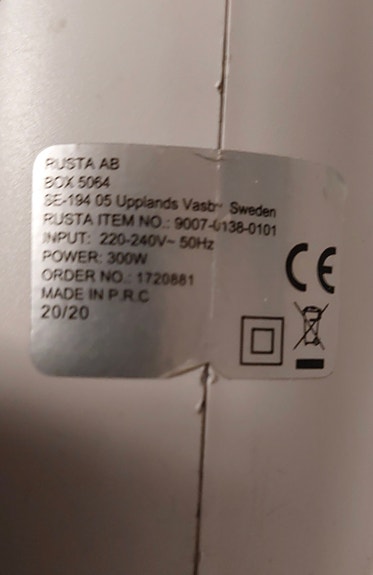 RUSTA AB
BOX 5064
SE-194 05 Upplands Vasby Sweden
RUSTA ITEM NO.: 9007-0138-0101
INPUT: 220-240V~ 50Hz
POWER: 300W
ORDER NO.: 1720881
MADE IN P.R.C
20/20
CE